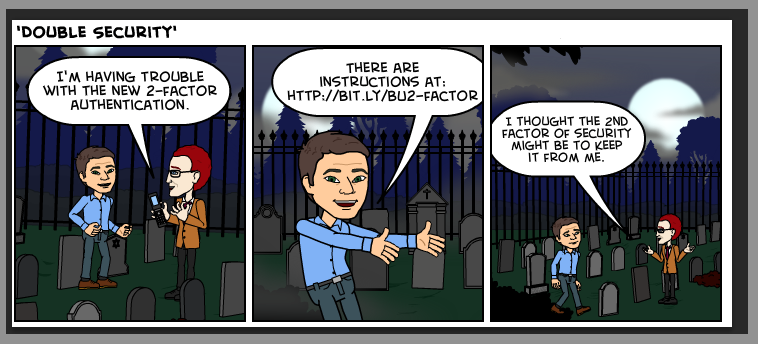 'DOUBLE SECURITY'
I'M HAVING TROUBLE
WITH THE NEW 2-FACTOR
AUTHENTICATION.
THERE ARE
INSTRUCTIONS AT:
HTTP://BIT.LY/BU2-FACTOR
I THOUGHT THE 2ND
FACTOR OF SECURITY
MIGHT BE TO KEEP
IT FROM ME.